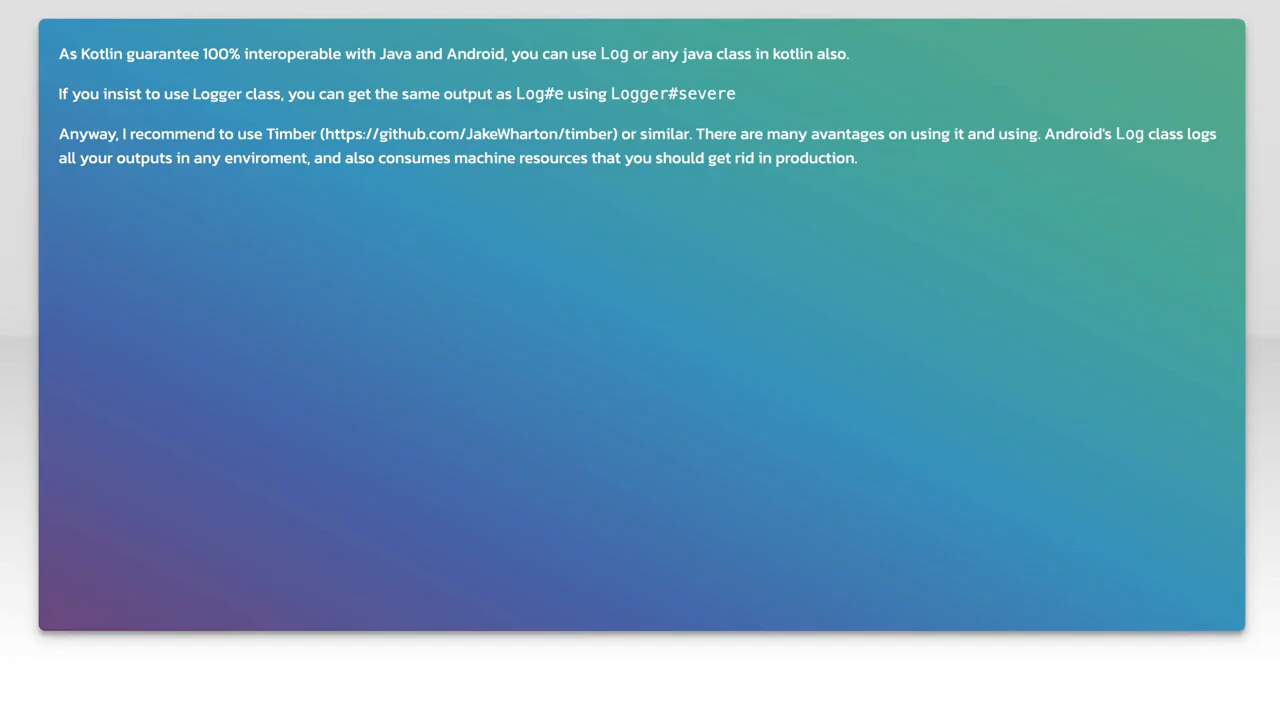 As Kotlin guarantee 100% interoperable with Java and Android, you can use Log or any java class in kotlin also.
If you insist to use Logger class, you can get the same output as Log#e using Logger#severe
Anyway, I recommend to use Timber (https://github.com/JakeWharton/timber) or similar. There are many avantages on using it and using. Android's Log class logs
all your outputs in any enviroment, and also consumes machine resources that you should get rid in production.